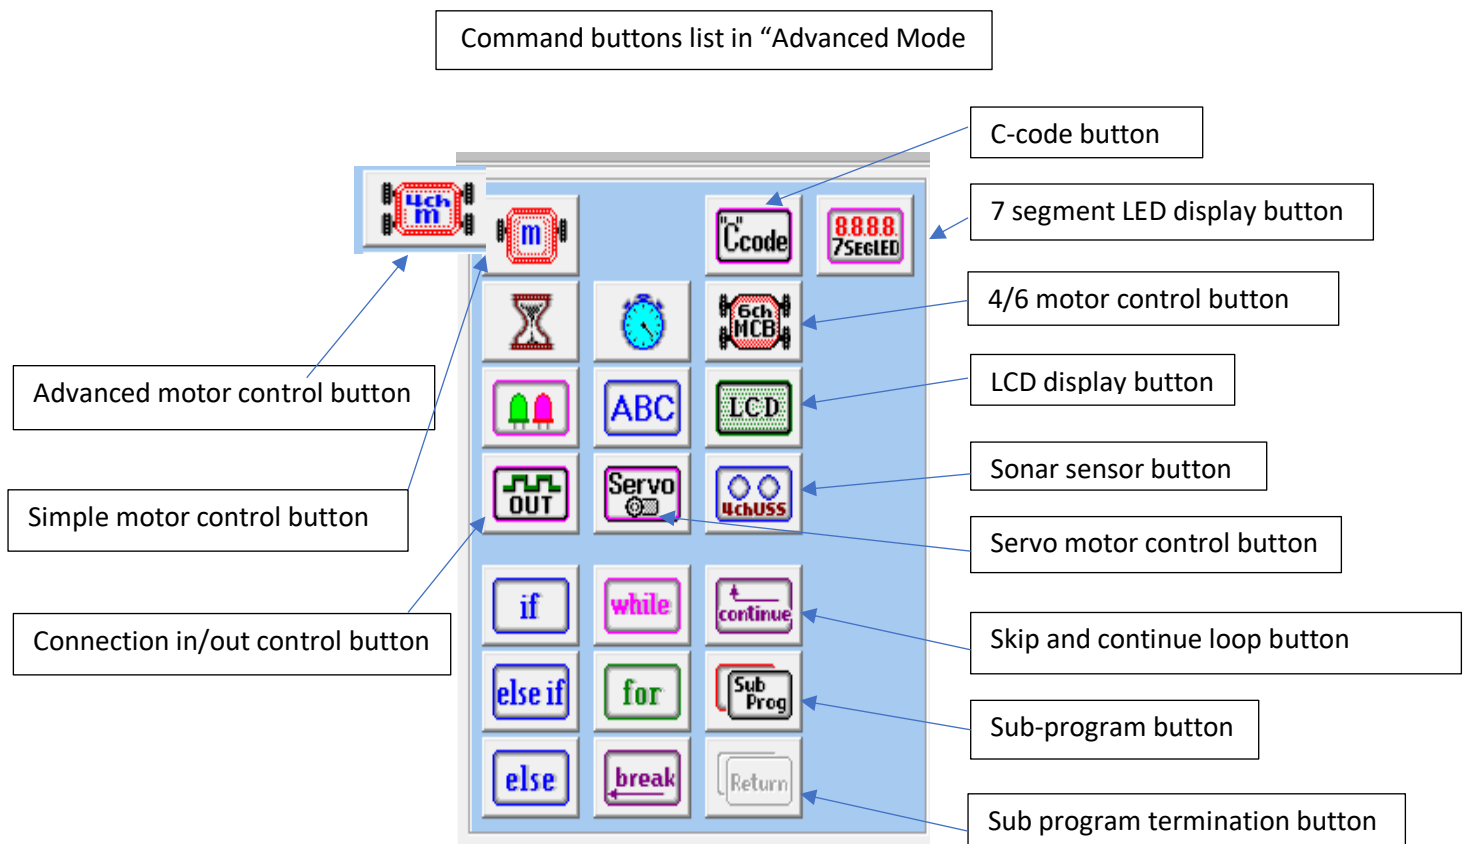 Command buttons list in “Advanced Mode
C-code button
7 segment LED display button
4/6 motor control button
LCD display button
Sonar sensor button
Servo motor control button
Skip and continue loop button
Sub-program button
Sub program termination button
Advanced motor control button
Simple motor control button
Connection in/out control button
4ch
m
m
"C"
Ccode
8.8.8.8.
7SEGLED
6ch
MCB
ABC
LCD
OUT
Servo
4chUSS
if
while
continue
else if
for
Sub
Prog
else
break
Return